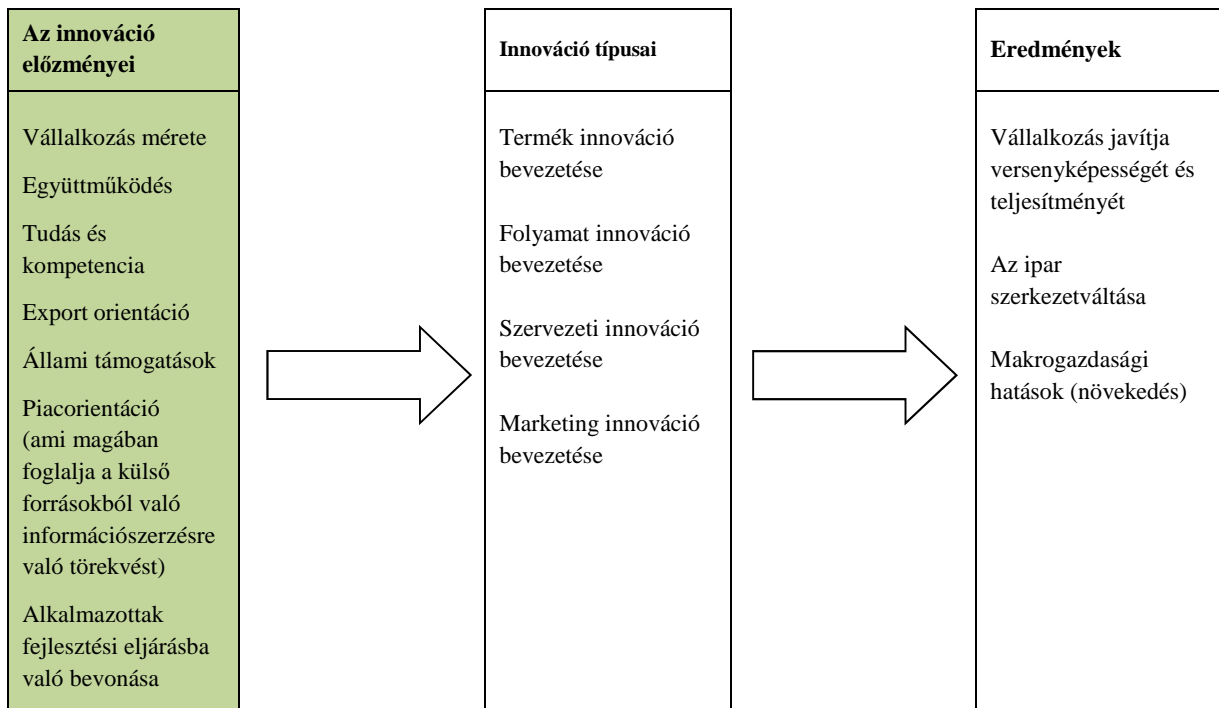 Az innováció
előzményei
Vállalkozás mérete
Együttműködés
Tudás és
kompetencia
Export orientáció
Állami támogatások
Piacorientáció
(ami magában
foglalja a külső
forrásokból való
információszerzésre
való törekvést)
Alkalmazottak
fejlesztési eljárásba
való bevonása
Innováció típusai
Termék innováció
bevezetése
Folyamat innováció
bevezetése
Szervezeti innováció
bevezetése
Marketing innováció
bevezetése
Eredmények
Vállalkozás javítja
versenyképességét és
teljesítményét
Az ipar
szerkezetváltása
Makrogazdasági
hatások (növekedés)